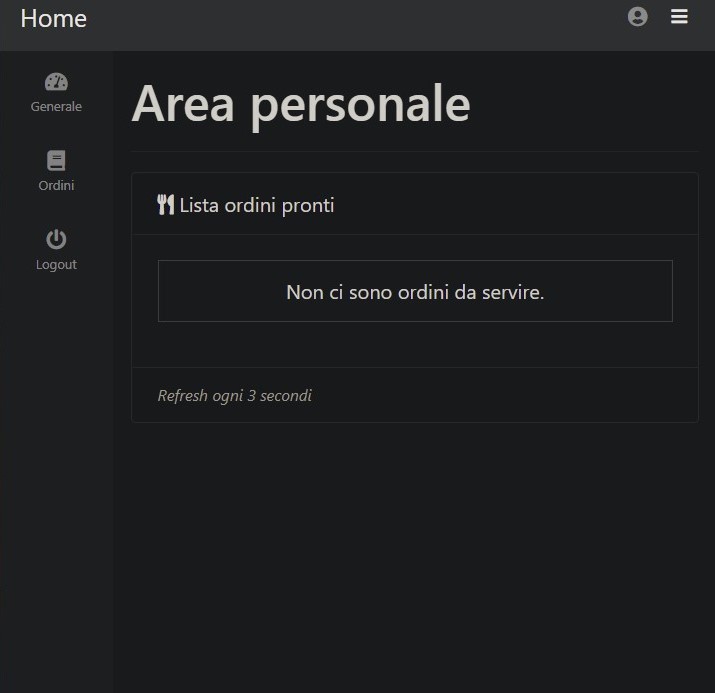 Home
Generale
Ordini
Logout
Area personale
Lista ordini pronti
Non ci sono ordini da servire.
Refresh ogni 3 secondi